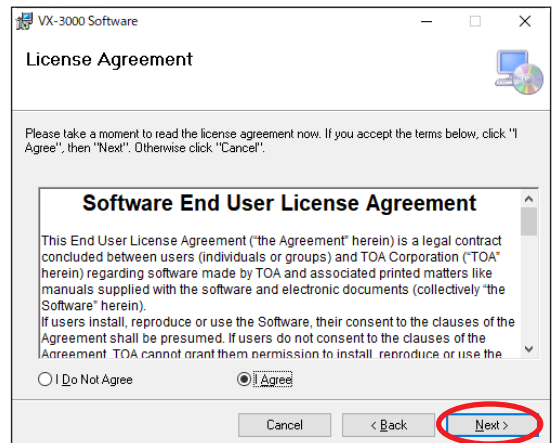 VX-3000 Software
License Agreement
Please take a moment to read the license agreement now. If you accept the terms below, click "I
Agree", then "Next". Otherwise click "Cancel".
Software End User License Agreement
This End User License Agreement ("the Agreement" herein) is a legal contract
concluded between users (individuals or groups) and TOA Corporation ("TOA"
herein) regarding software made by TOA and associated printed matters like
manuals supplied with the software and electronic documents (collectively "the
Software" herein).
If users install, reproduce or use the Software, their consent to the clauses of the
Agreement shall be presumed. If users do not consent to the clauses of the
Agreement, TOA cannot grant them permission to install, reproduce or use the
I Do Not Agree
I Agree
Cancel
< Back
Next >